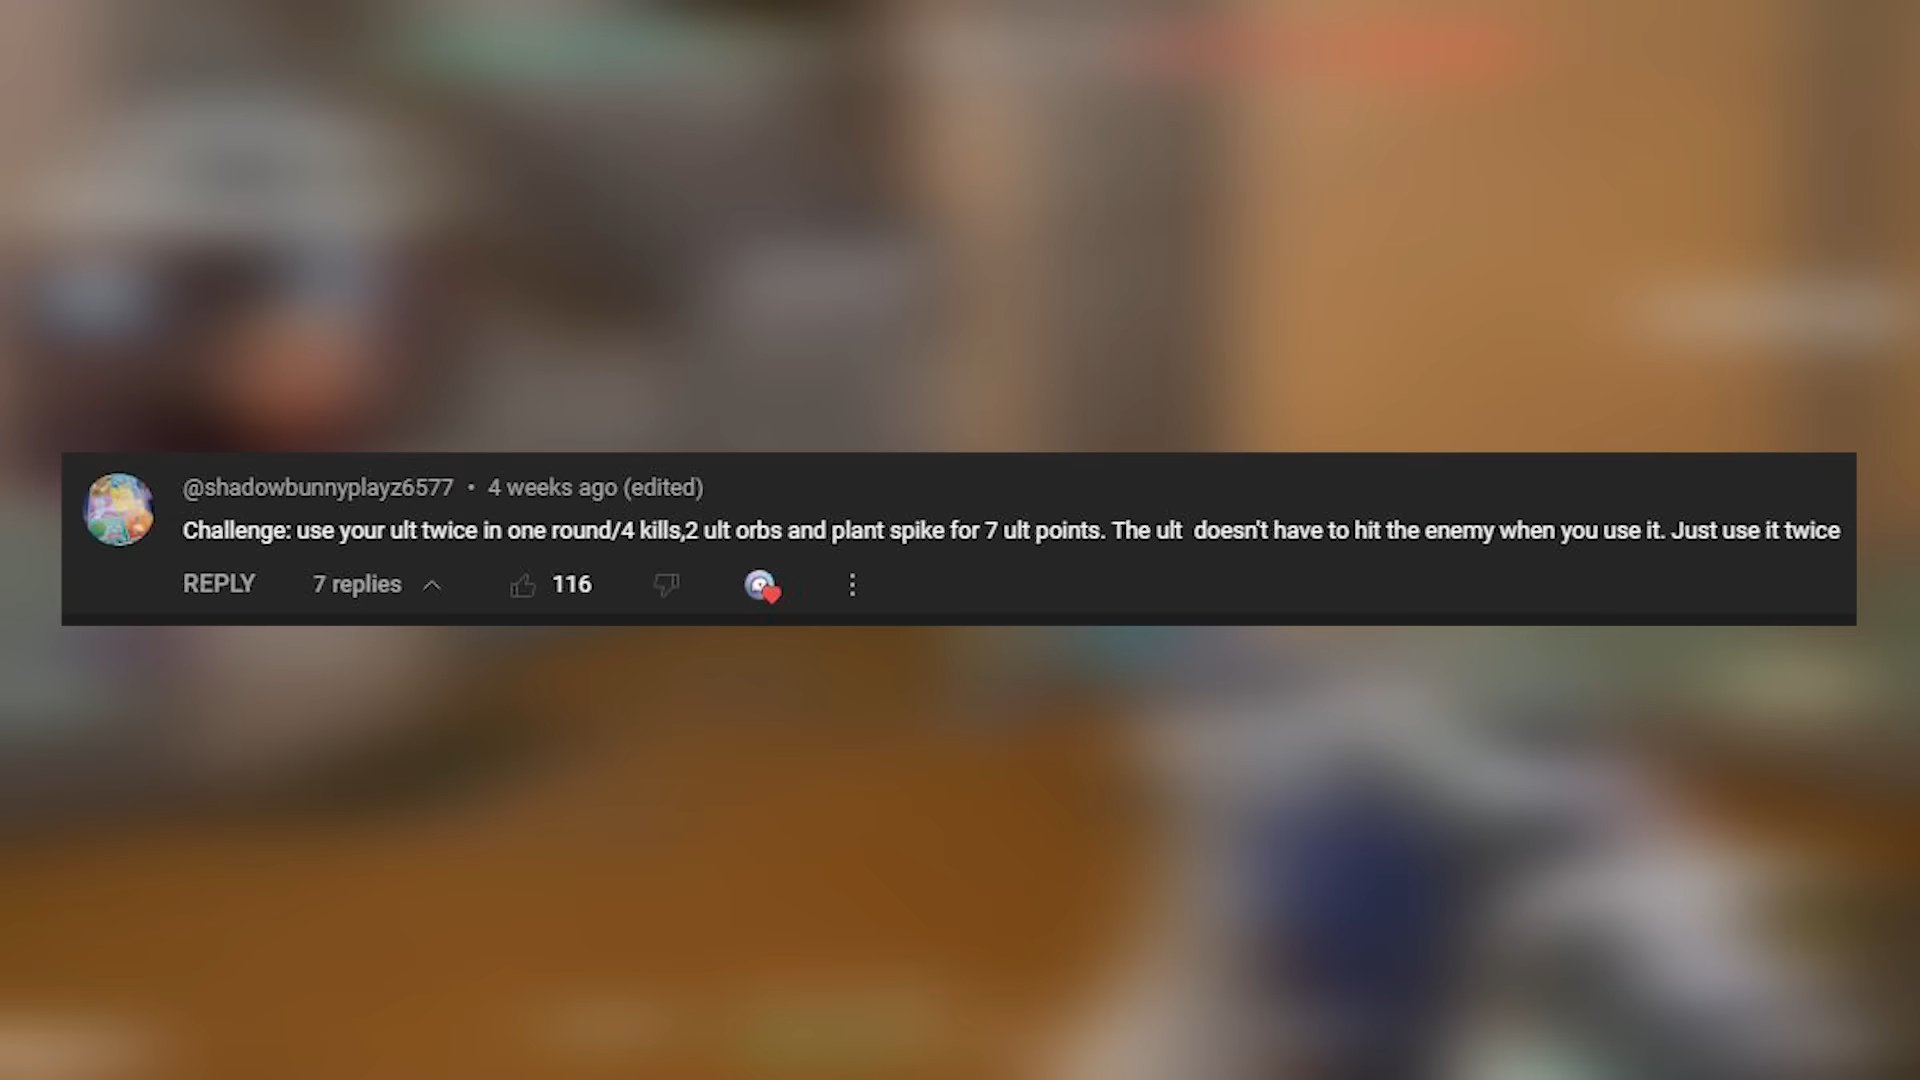 @shadowbunnyplayz6577 • 4 weeks ago (edited)
Challenge: use your ult twice in one round/4 kills,2 ult orbs and plant spike for 7 ult points. The ult  doesn't have to hit the enemy when you use it. Just use it twice
REPLY 7 replies 116